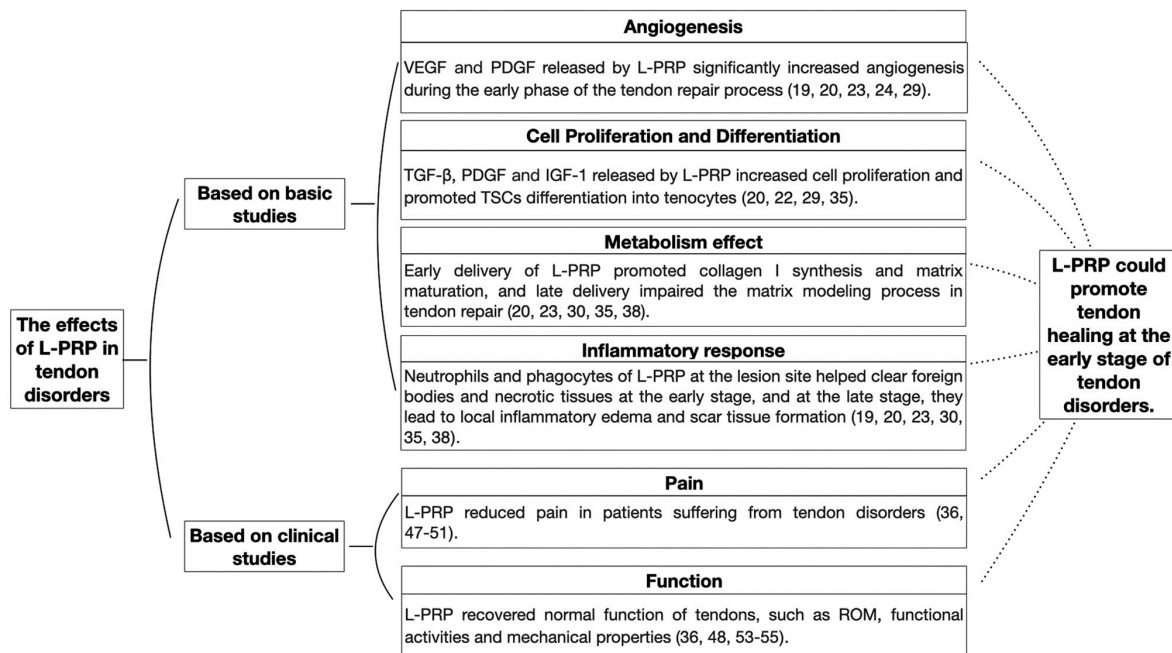 The effects
of L-PRP in
tendon
disorders
Based on basic
studies
Angiogenesis
VEGF and PDGF released by L-PRP significantly increased angiogenesis
during the early phase of the tendon repair process (19, 20, 23, 24, 29).
Cell Proliferation and Differentiation
TGF-β, PDGF and IGF-1 released by L-PRP increased cell proliferation and
promoted TSCs differentiation into tenocytes (20, 22, 29, 35).
Metabolism effect
Early delivery of L-PRP promoted collagen I synthesis and matrix
maturation, and late delivery impaired the matrix modeling process in
tendon repair (20, 23, 30, 35, 38).
Inflammatory response
Neutrophils and phagocytes of L-PRP at the lesion site helped clear foreign
bodies and necrotic tissues at the early stage, and at the late stage, they
lead to local inflammatory edema and scar tissue formation (19, 20, 23, 30,
35, 38).
Based on clinical
studies
Pain
L-PRP reduced pain in patients suffering from tendon disorders (36,
47-51).
Function
L-PRP recovered normal function of tendons, such as ROM, functional
activities and mechanical properties (36, 48, 53-55).
L-PRP could
promote
tendon
healing at the
early stage of
tendon
disorders.